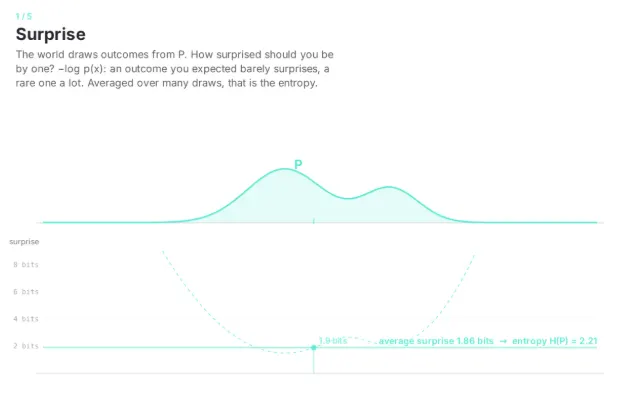 1 / 5
Surprise
The world draws outcomes from P. How surprised should you be
by one? −log p(x): an outcome you expected barely surprises, a
rare one a lot. Averaged over many draws, that is the entropy.
P
surprise
8 bits
6 bits
4 bits
2 bits
1.9 bits
average surprise 1.86 bits → entropy H(P) = 2.21